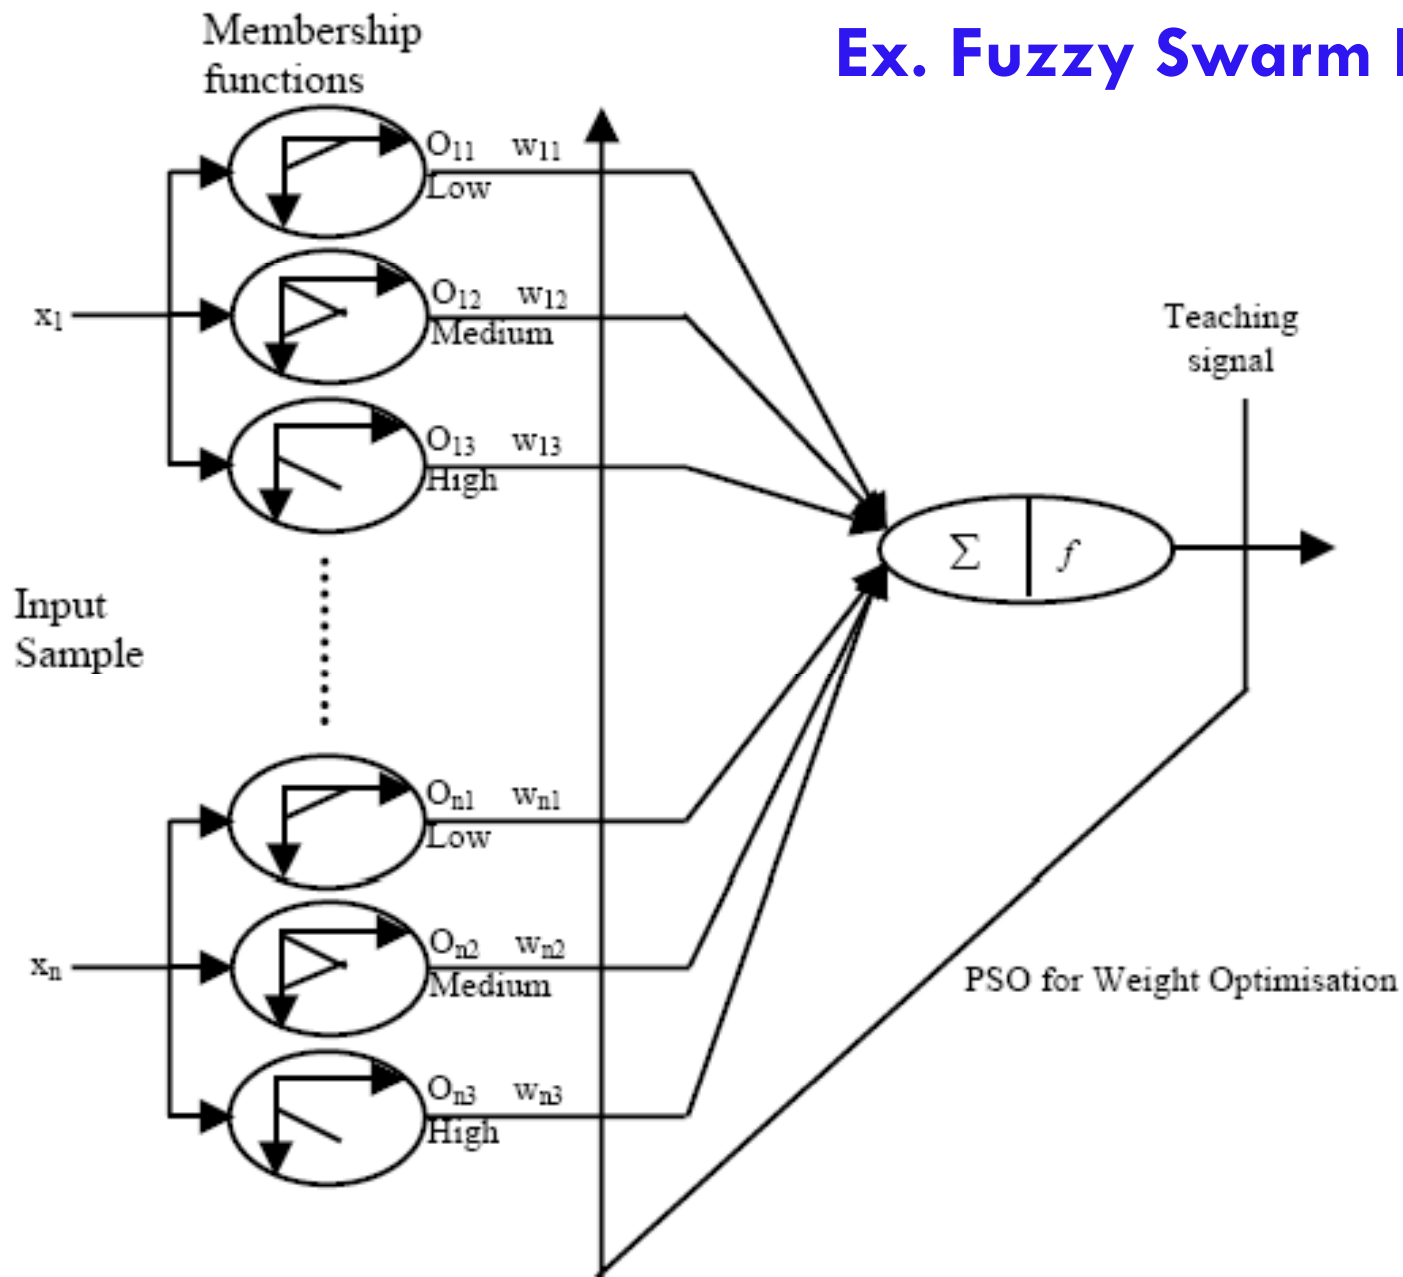 Ex. Fuzzy Swarm
Membership
functions
O11 w11
Low
x1
O12 w12
Medium
O13 w13
High
Teaching
signal
Σ f
Input
Sample
On1 wn1
Low
xn
On2 wn2
Medium
PSO for Weight Optimisation
On3 wn3
High